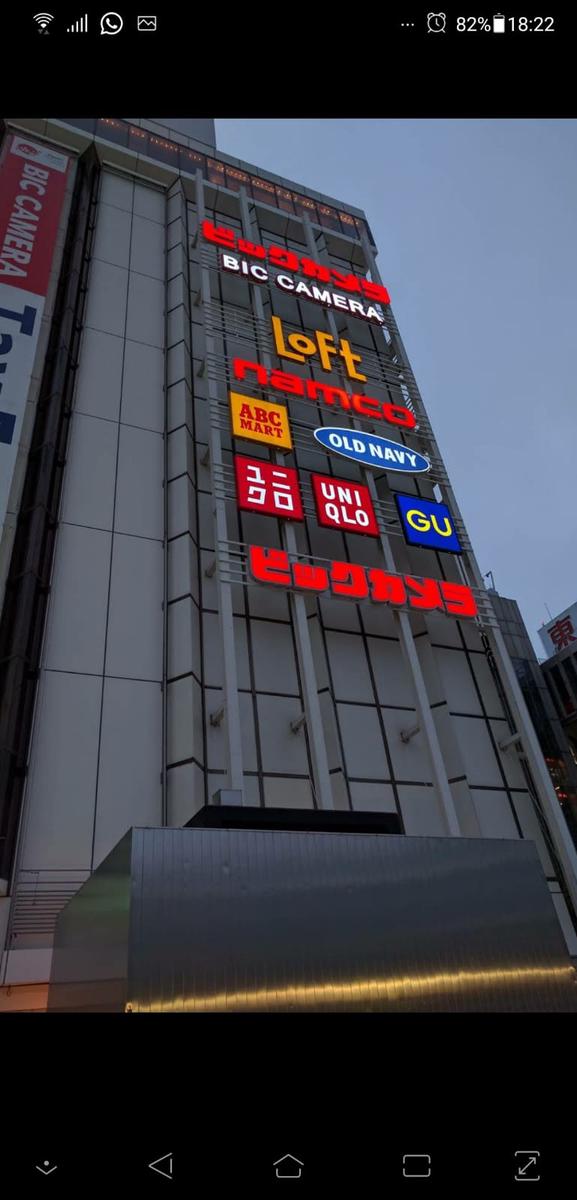 82% 18:22
BIC CAMERA
ビックカメラ
BIC CAMERA
LOFT
namco
ABC
MART
OLD NAVY
ユニ
クロ
UNI
QLO
GU
ビックカメラ
東